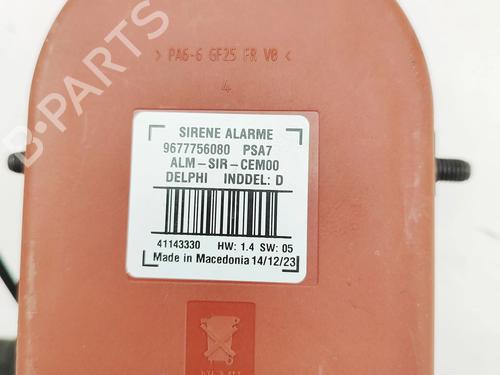 > PA6-6 GF25 FR V0 <
4
SIRENE ALARME
9677756080 PSA7
ALM-SIR-CEM00
DELPHI INDDEL: D
41143330 HW: 1.4 SW: 05
Made in Macedonia 14/12/23
B-PARTS